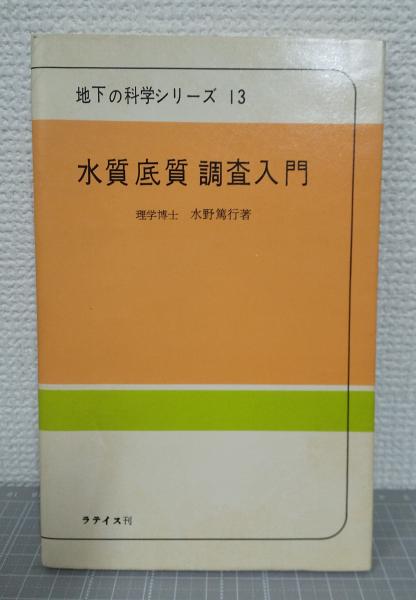 地下の科学シリーズ 13
水質底質 調査入門
理学博士 水野篤行著
ラテイス刊